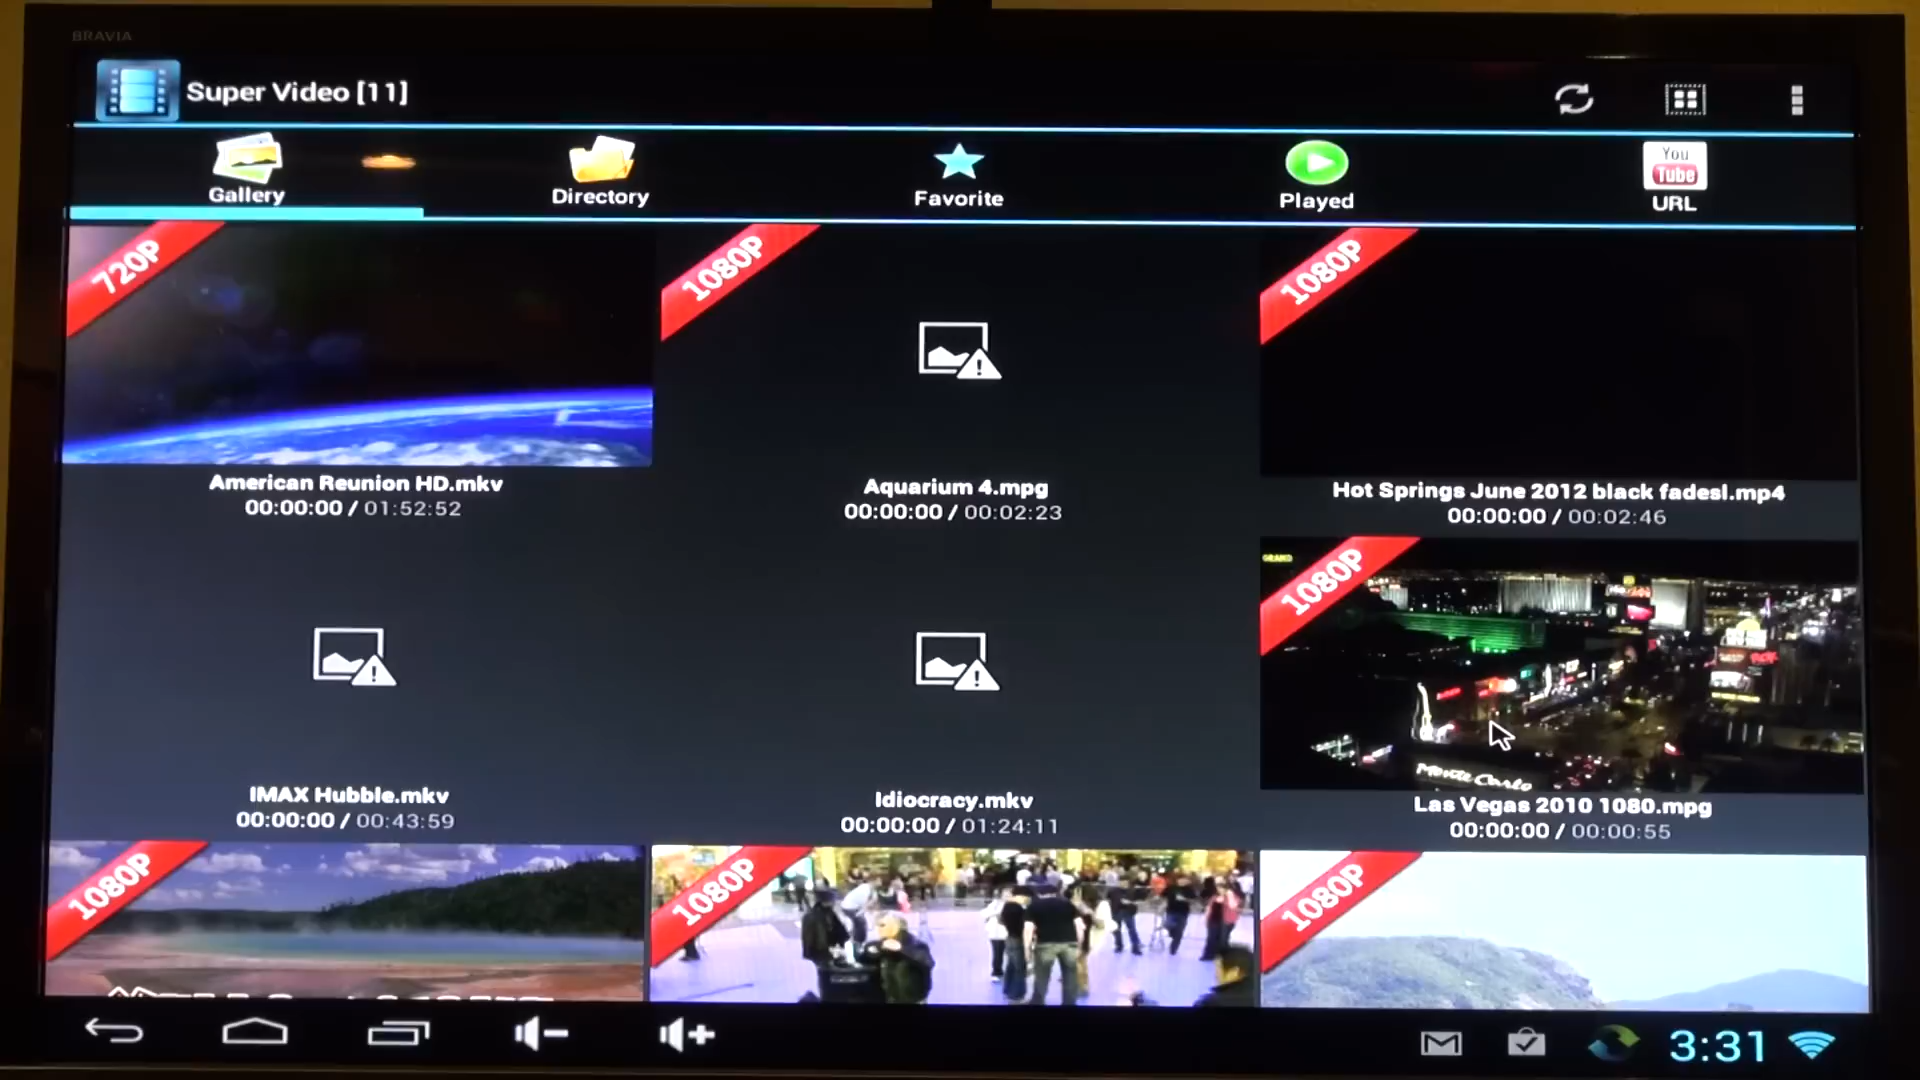 BRAVIA
Super Video [11]
Gallery
Directory
Favorite
Played
You
Tube
URL
720P
1080P
1080P
American Reunion HD.mkv
00:00:00 / 01:52:52
Aquarium 4.mpg
00:00:00 / 00:02:23
Hot Springs June 2012 black fadesl.mp4
00:00:00 / 00:02:46
GRAND
1080P
Monte Carlo
IMAX Hubble.mkv
00:00:00 / 00:43:59
Idiocracy.mkv
00:00:00 / 01:24:11
Las Vegas 2010 1080.mpg
00:00:00 / 00:00:55
1080P
1080P
1080P
3:31